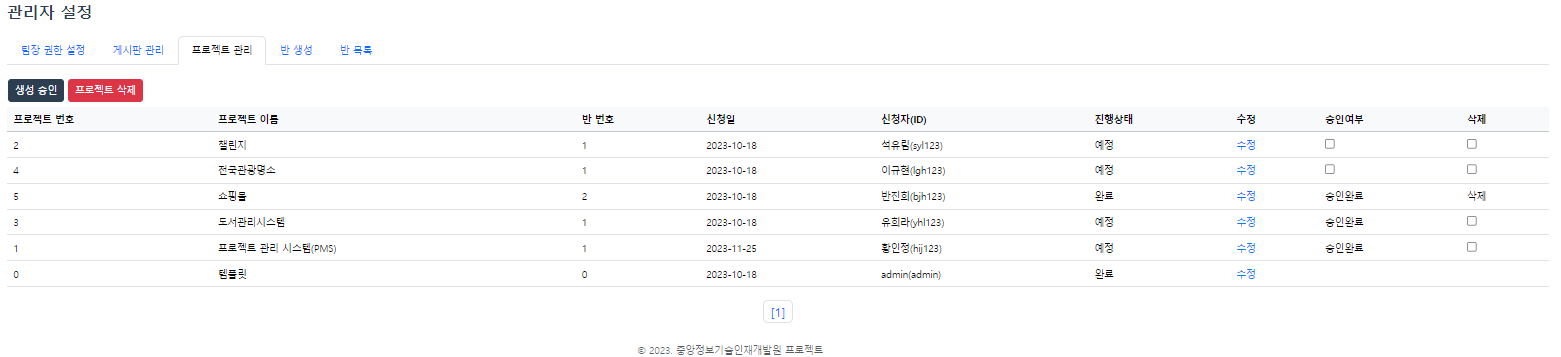 관리자 설정
팀장 권한 설정 게시판 관리 프로젝트 관리 반 생성 반 목록
생성 승인 프로젝트 삭제
프로젝트 번호 프로젝트 이름 반 번호 신청일 신청자(ID) 진행상태 수정 승인여부 삭제
2 챌린지 1 2023-10-18 석유림(syl123) 예정 수정
4 전국관광명소 1 2023-10-18 이규현(lgh123) 예정 수정
5 쇼핑몰 2 2023-10-18 반진희(bjh123) 완료 수정 승인완료 삭제
3 도서관리시스템 1 2023-10-18 유희라(yhl123) 예정 수정 승인완료
1 프로젝트 관리 시스템(PMS) 1 2023-11-25 황인정(hij123) 예정 수정 승인완료
0 템플릿 0 2023-10-18 admin(admin) 완료 수정
[1]
© 2023. 중앙정보기술인재개발원 프로젝트